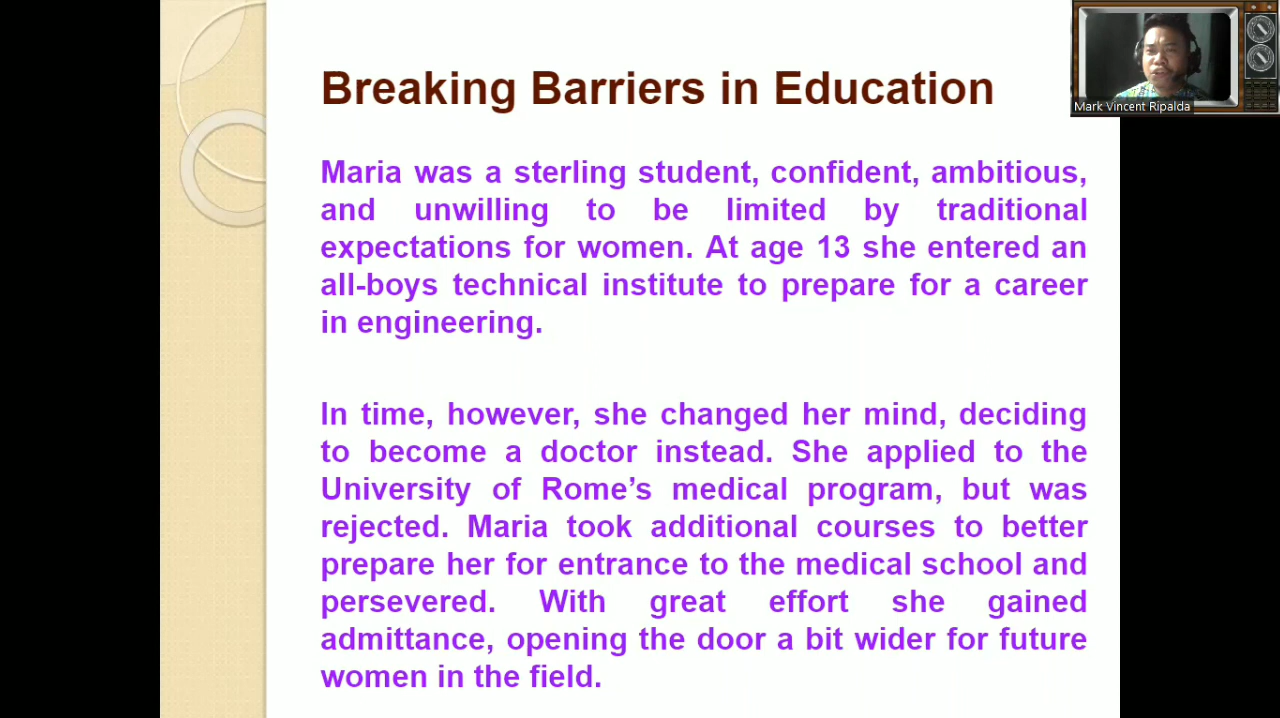 Breaking Barriers in Education
Mark Vincent Ripalda
Maria was a sterling student, confident, ambitious,
and unwilling to be limited by traditional
expectations for women. At age 13 she entered an
all-boys technical institute to prepare for a career
in engineering.
In time, however, she changed her mind, deciding
to become a doctor instead. She applied to the
University of Rome’s medical program, but was
rejected. Maria took additional courses to better
prepare her for entrance to the medical school and
persevered. With great effort she gained
admittance, opening the door a bit wider for future
women in the field.